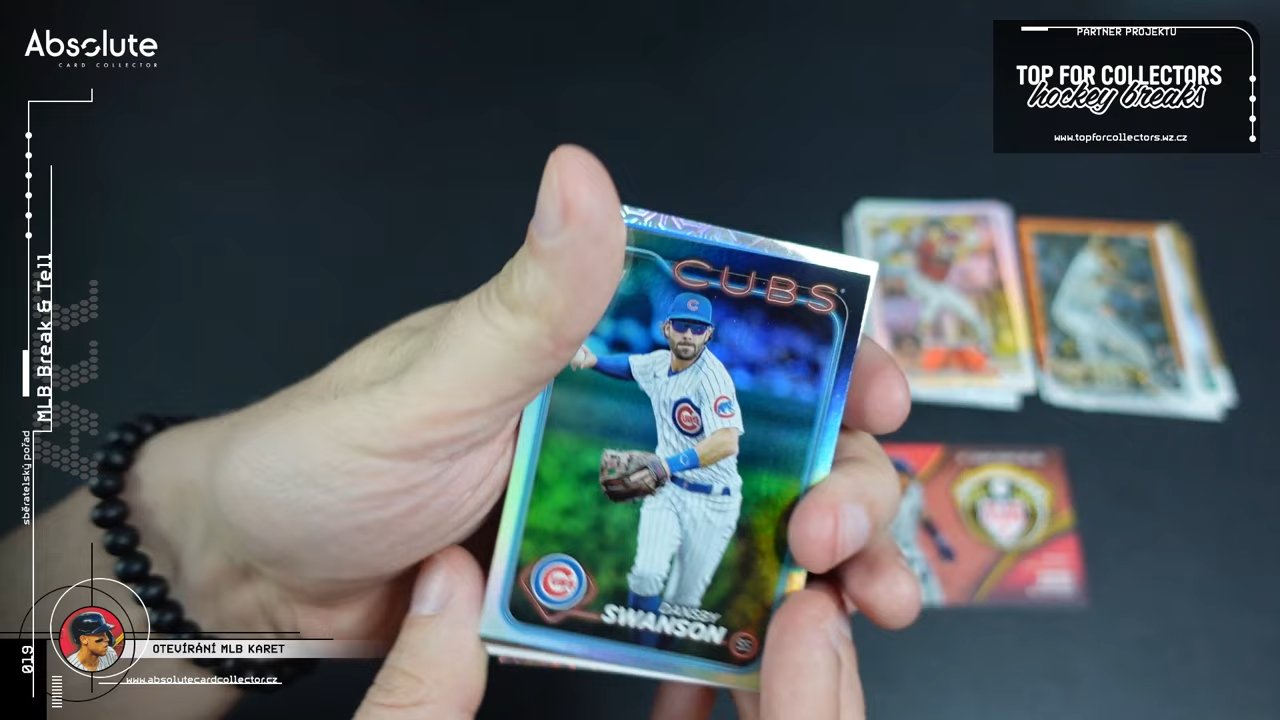 Absolute
CARD COLLECTOR
PARTNER PROJEKTU
TOP FOR COLLECTORS
hockey breaks
www.topforcollectors.wz.cz
MLB Break & Tell
sběratelský pořad
CUBS
C
DANSBY
SWANSON
SS
019
OTEVÍRÁNÍ MLB KARET
www.absolutecardcollector.cz